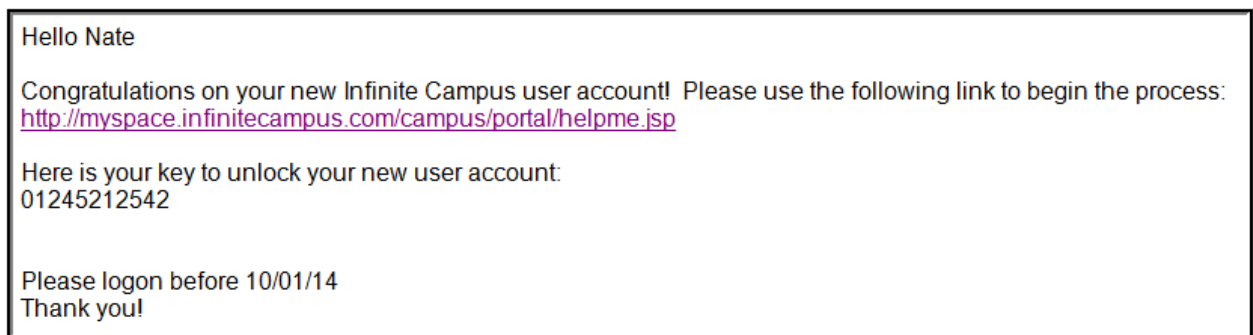 Hello Nate
Congratulations on your new Infinite Campus user account!  Please use the following link to begin the process:
http://myspace.infinitecampus.com/campus/portal/helpme.jsp
Here is your key to unlock your new user account:
01245212542
Please logon before 10/01/14
Thank you!